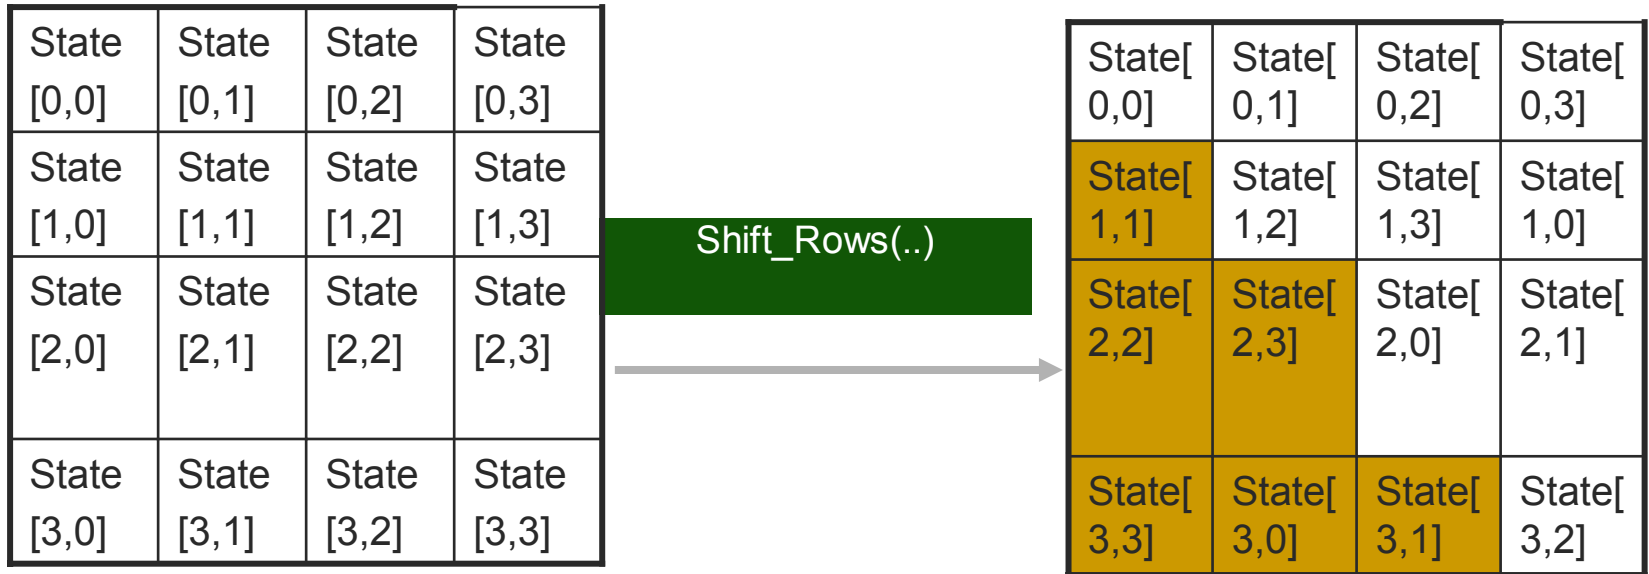 State State State State
[0,0] [0,1] [0,2] [0,3]
State State State State
[1,0] [1,1] [1,2] [1,3]
State State State State
[2,0] [2,1] [2,2] [2,3]
State State State State
[3,0] [3,1] [3,2] [3,3]
Shift_Rows(..)
State[ State[ State[ State[
0,0] 0,1] 0,2] 0,3]
State[ State[ State[ State[
1,1] 1,2] 1,3] 1,0]
State[ State[ State[ State[
2,2] 2,3] 2,0] 2,1]
State[ State[ State[ State[
3,3] 3,0] 3,1] 3,2]